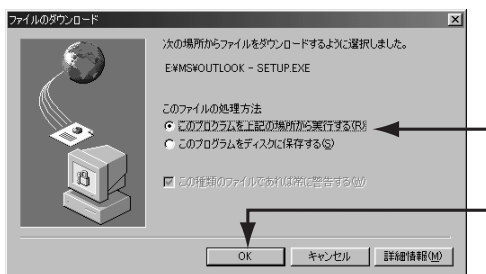 ファイルのダウンロード
次の場所からファイルをダウンロードするように選択しました。
E:¥MS¥OUTLOOK - SETUP.EXE
このファイルの処理方法
このプログラムを上記の場所から実行する(R)
このプログラムをディスクに保存する(S)
この種類のファイルであれば常に警告する(W)
OK
キャンセル
詳細情報(M)